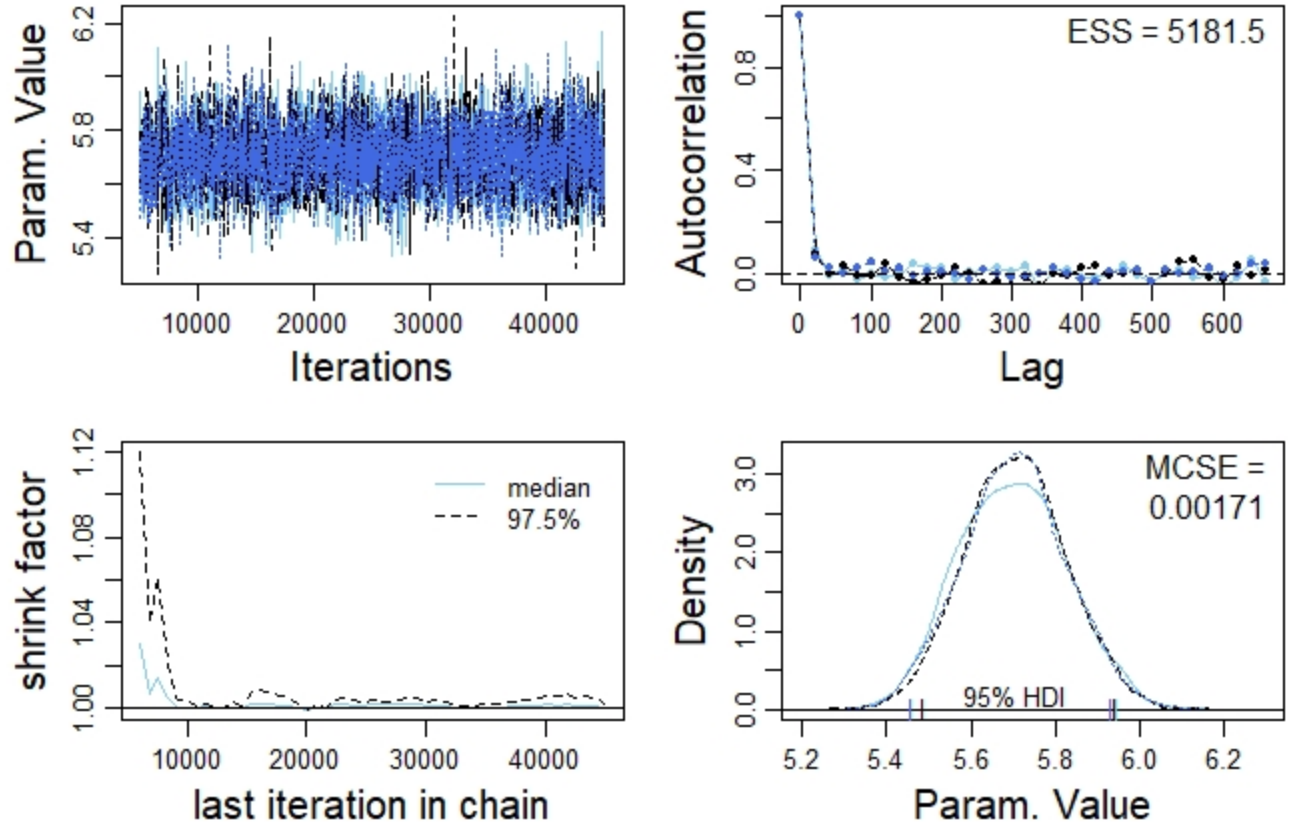 Param. Value
5.4
5.8
6.2
10000 20000 30000 40000
Iterations
Autocorrelation
0.0
0.4
0.8
ESS = 5181.5
0 100 200 300 400 500 600
Lag
shrink factor
1.00
1.04
1.08
1.12
median
97.5%
10000 20000 30000 40000
last iteration in chain
Density
0.0
1.0
2.0
3.0
MCSE =
0.00171
95% HDI
5.2 5.4 5.6 5.8 6.0 6.2
Param. Value